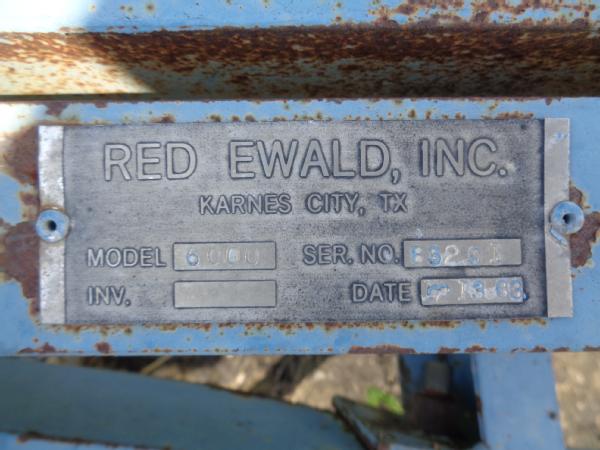 RED EWALD, INC.
KARNES CITY, TX
MODEL 6000 SER. NO.
INV. DATE